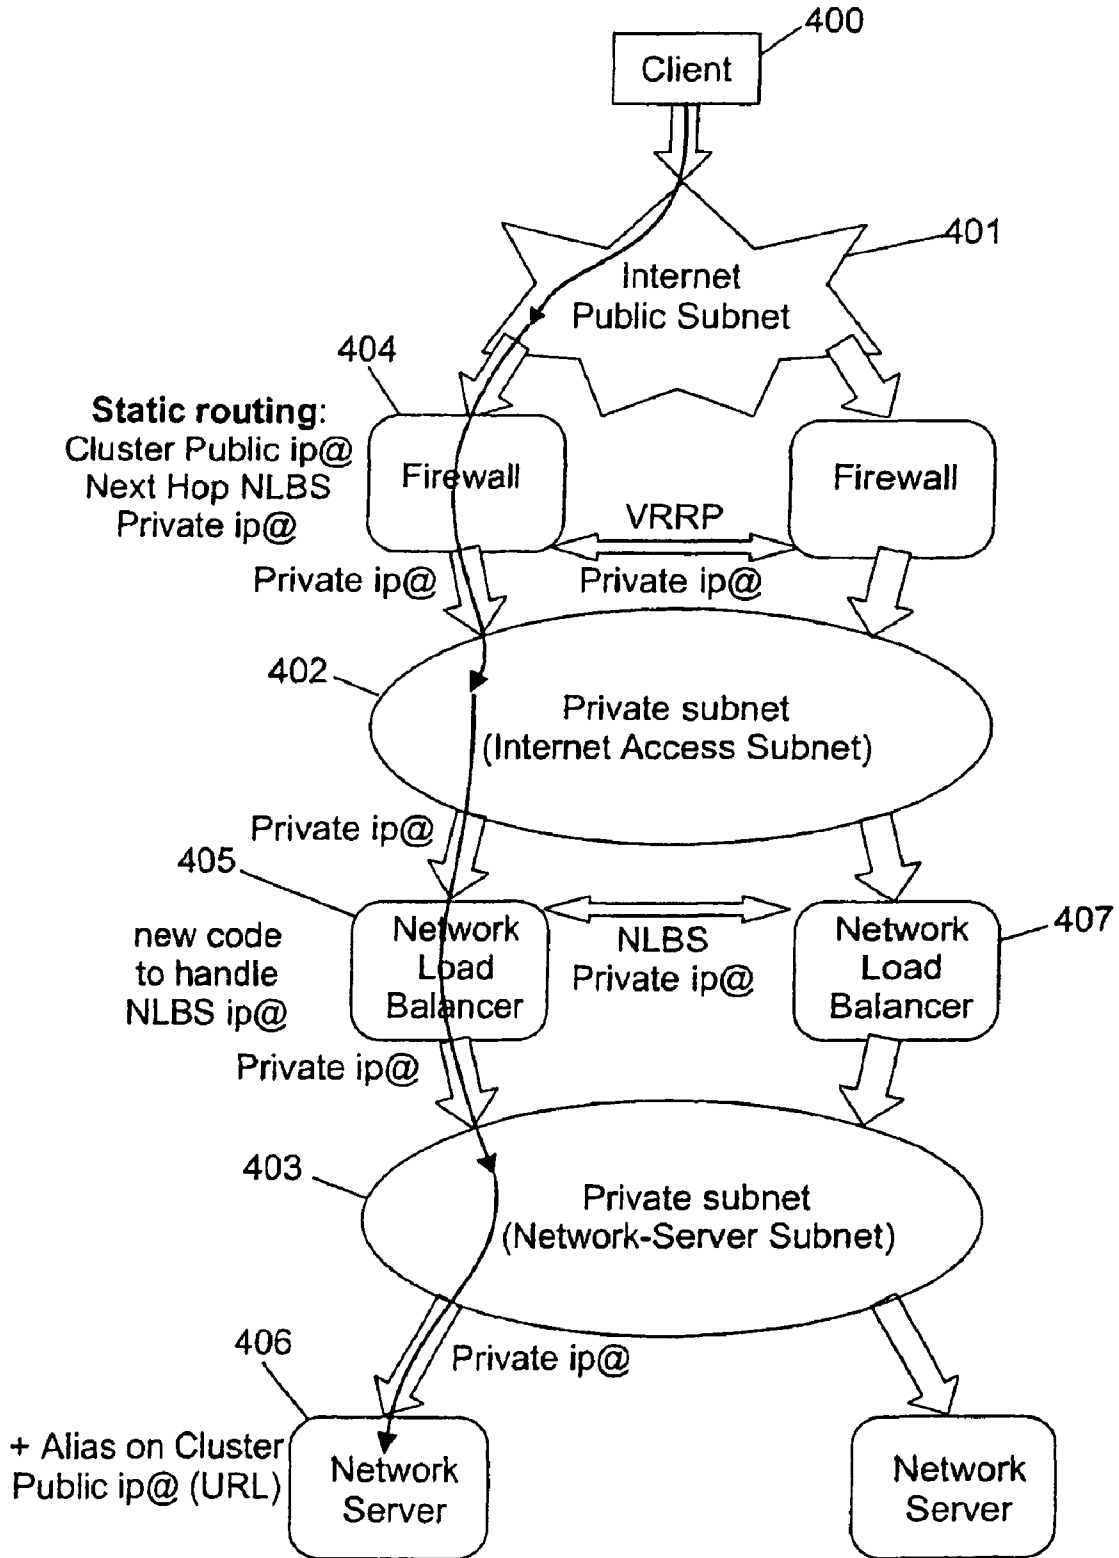 400
Client
401
Internet
Public Subnet
404
Static routing:
Cluster Public ip@
Next Hop NLBS
Private ip@
Firewall
Firewall
VRRP
Private ip@
Private ip@
402
Private subnet
(Internet Access Subnet)
Private ip@
405
new code
to handle
NLBS ip@
Network
Load
Balancer
NLBS
Private ip@
Network
Load
Balancer
407
Private ip@
403
Private subnet
(Network-Server Subnet)
406
Private ip@
+ Alias on Cluster
Public ip@ (URL)
Network
Server
Network
Server